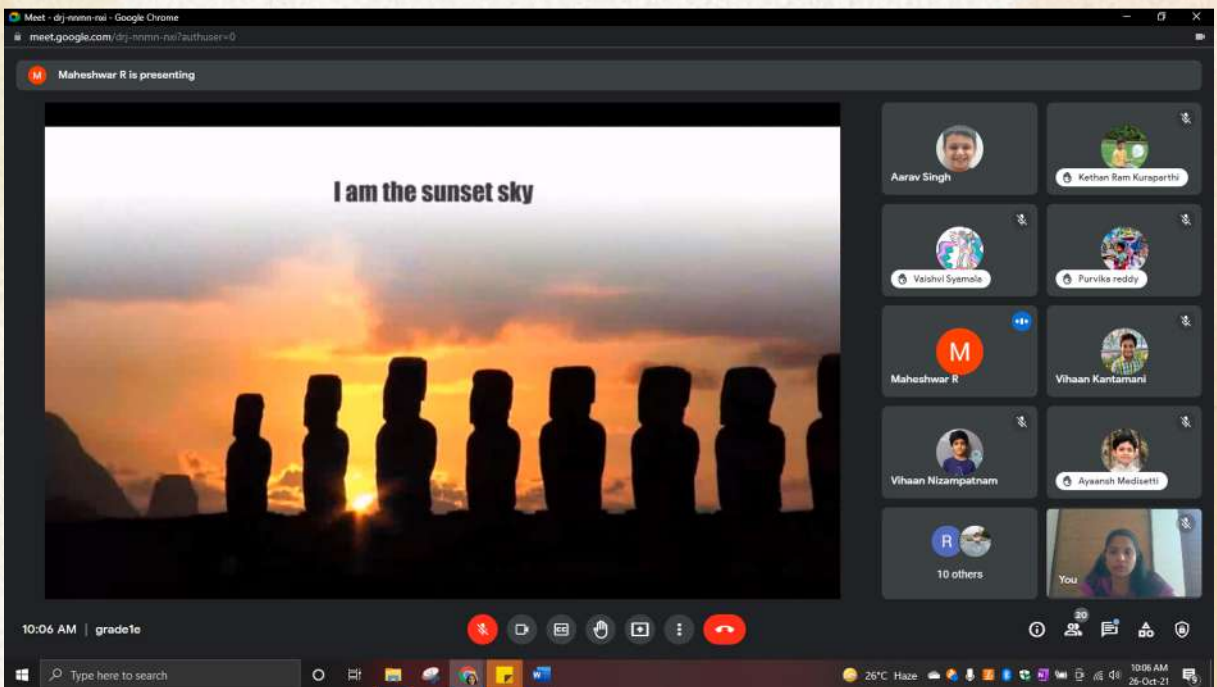 Meet - drj-nnmn-nxi - Google Chrome
meet.google.com/drj-nnmn-nxi?authuser=0
M Maheshwar R is presenting
I am the sunset sky
Aarav Singh
Kethan Ram Kuraparthi
Vaishvi Syamala
Purvika reddy
M
Maheshwar R
Vihaan Kantamani
Vihaan Nizampatnam
Ayaansh Medisetti
R
10 others
You
10:06 AM | grade1e
CC
20
Type here to search
26°C Haze
10:06 AM
26-Oct-21